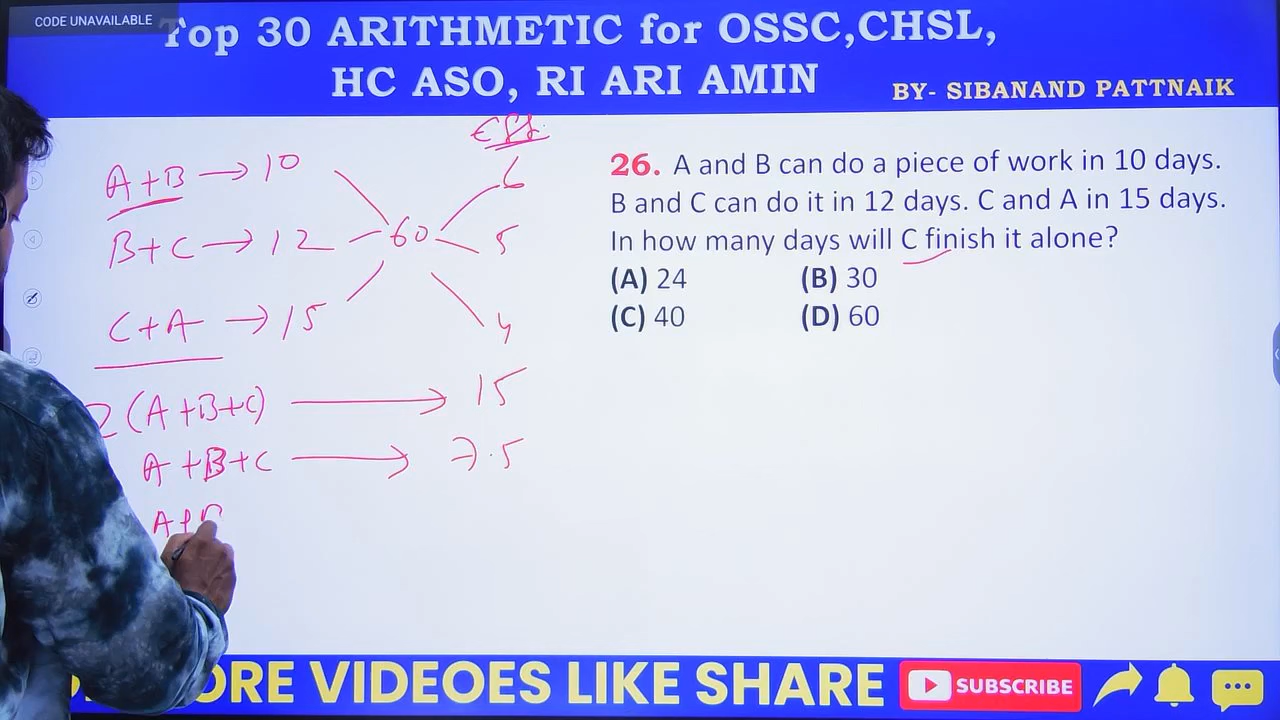 CODE UNAVAILABLE
Top 30 ARITHMETIC for OSSC,CHSL,
HC ASO, RI ARI AMIN
BY- SIBANAND PATTNAIK
Eff.
A+B → 10
6
B+C → 12
60
5
C+A → 15
4
2 (A+B+C) → 15
A+B+C → 7.5
A+B
26. A and B can do a piece of work in 10 days.
B and C can do it in 12 days. C and A in 15 days.
In how many days will C finish it alone?
(A) 24 (B) 30
(C) 40 (D) 60
ORE VIDEOES LIKE SHARE
SUBSCRIBE